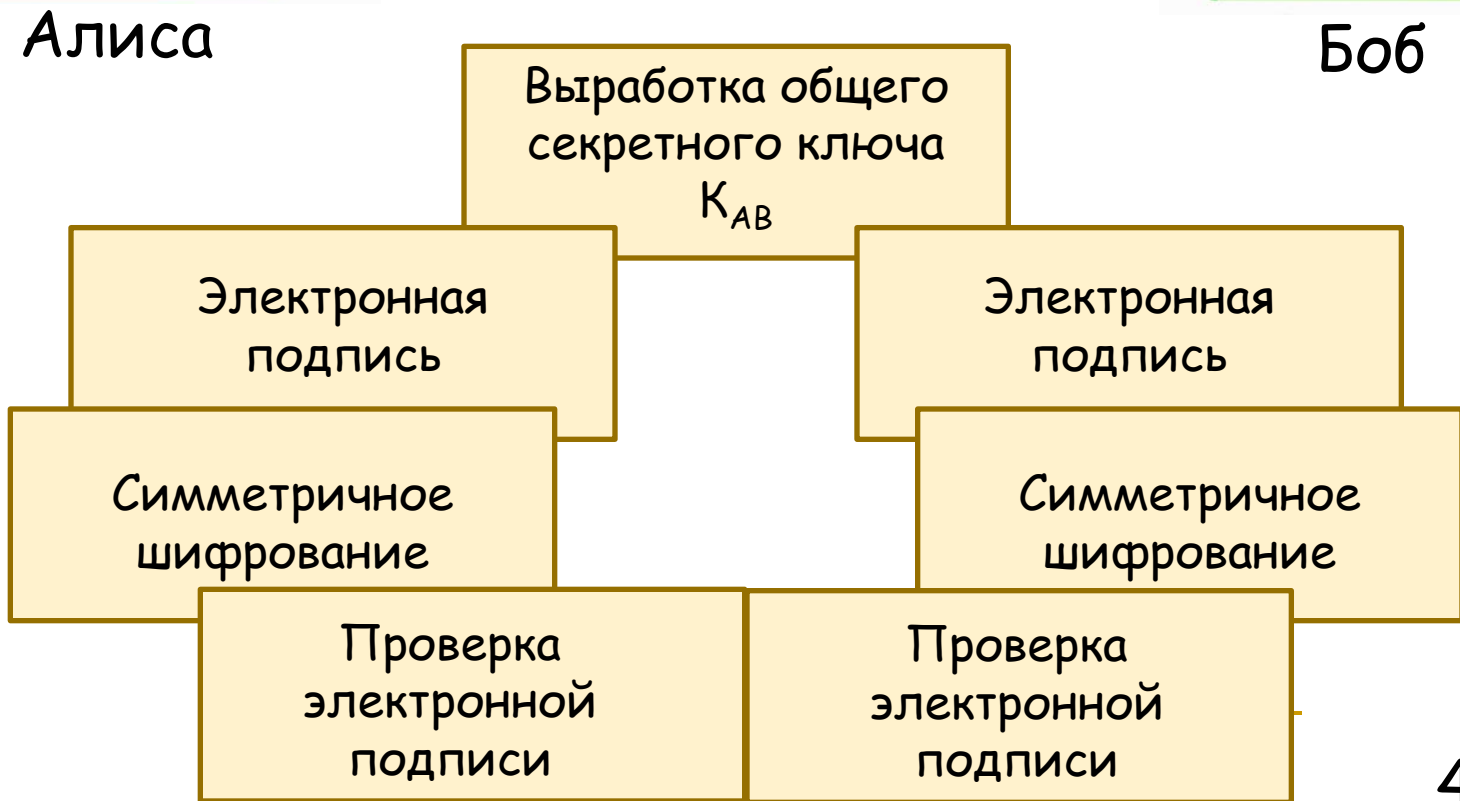 Алиса
Боб
Выработка общего
секретного ключа
K_AB
Электронная
подпись
Электронная
подпись
Симметричное
шифрование
Симметричное
шифрование
Проверка
электронной
подписи
Проверка
электронной
подписи